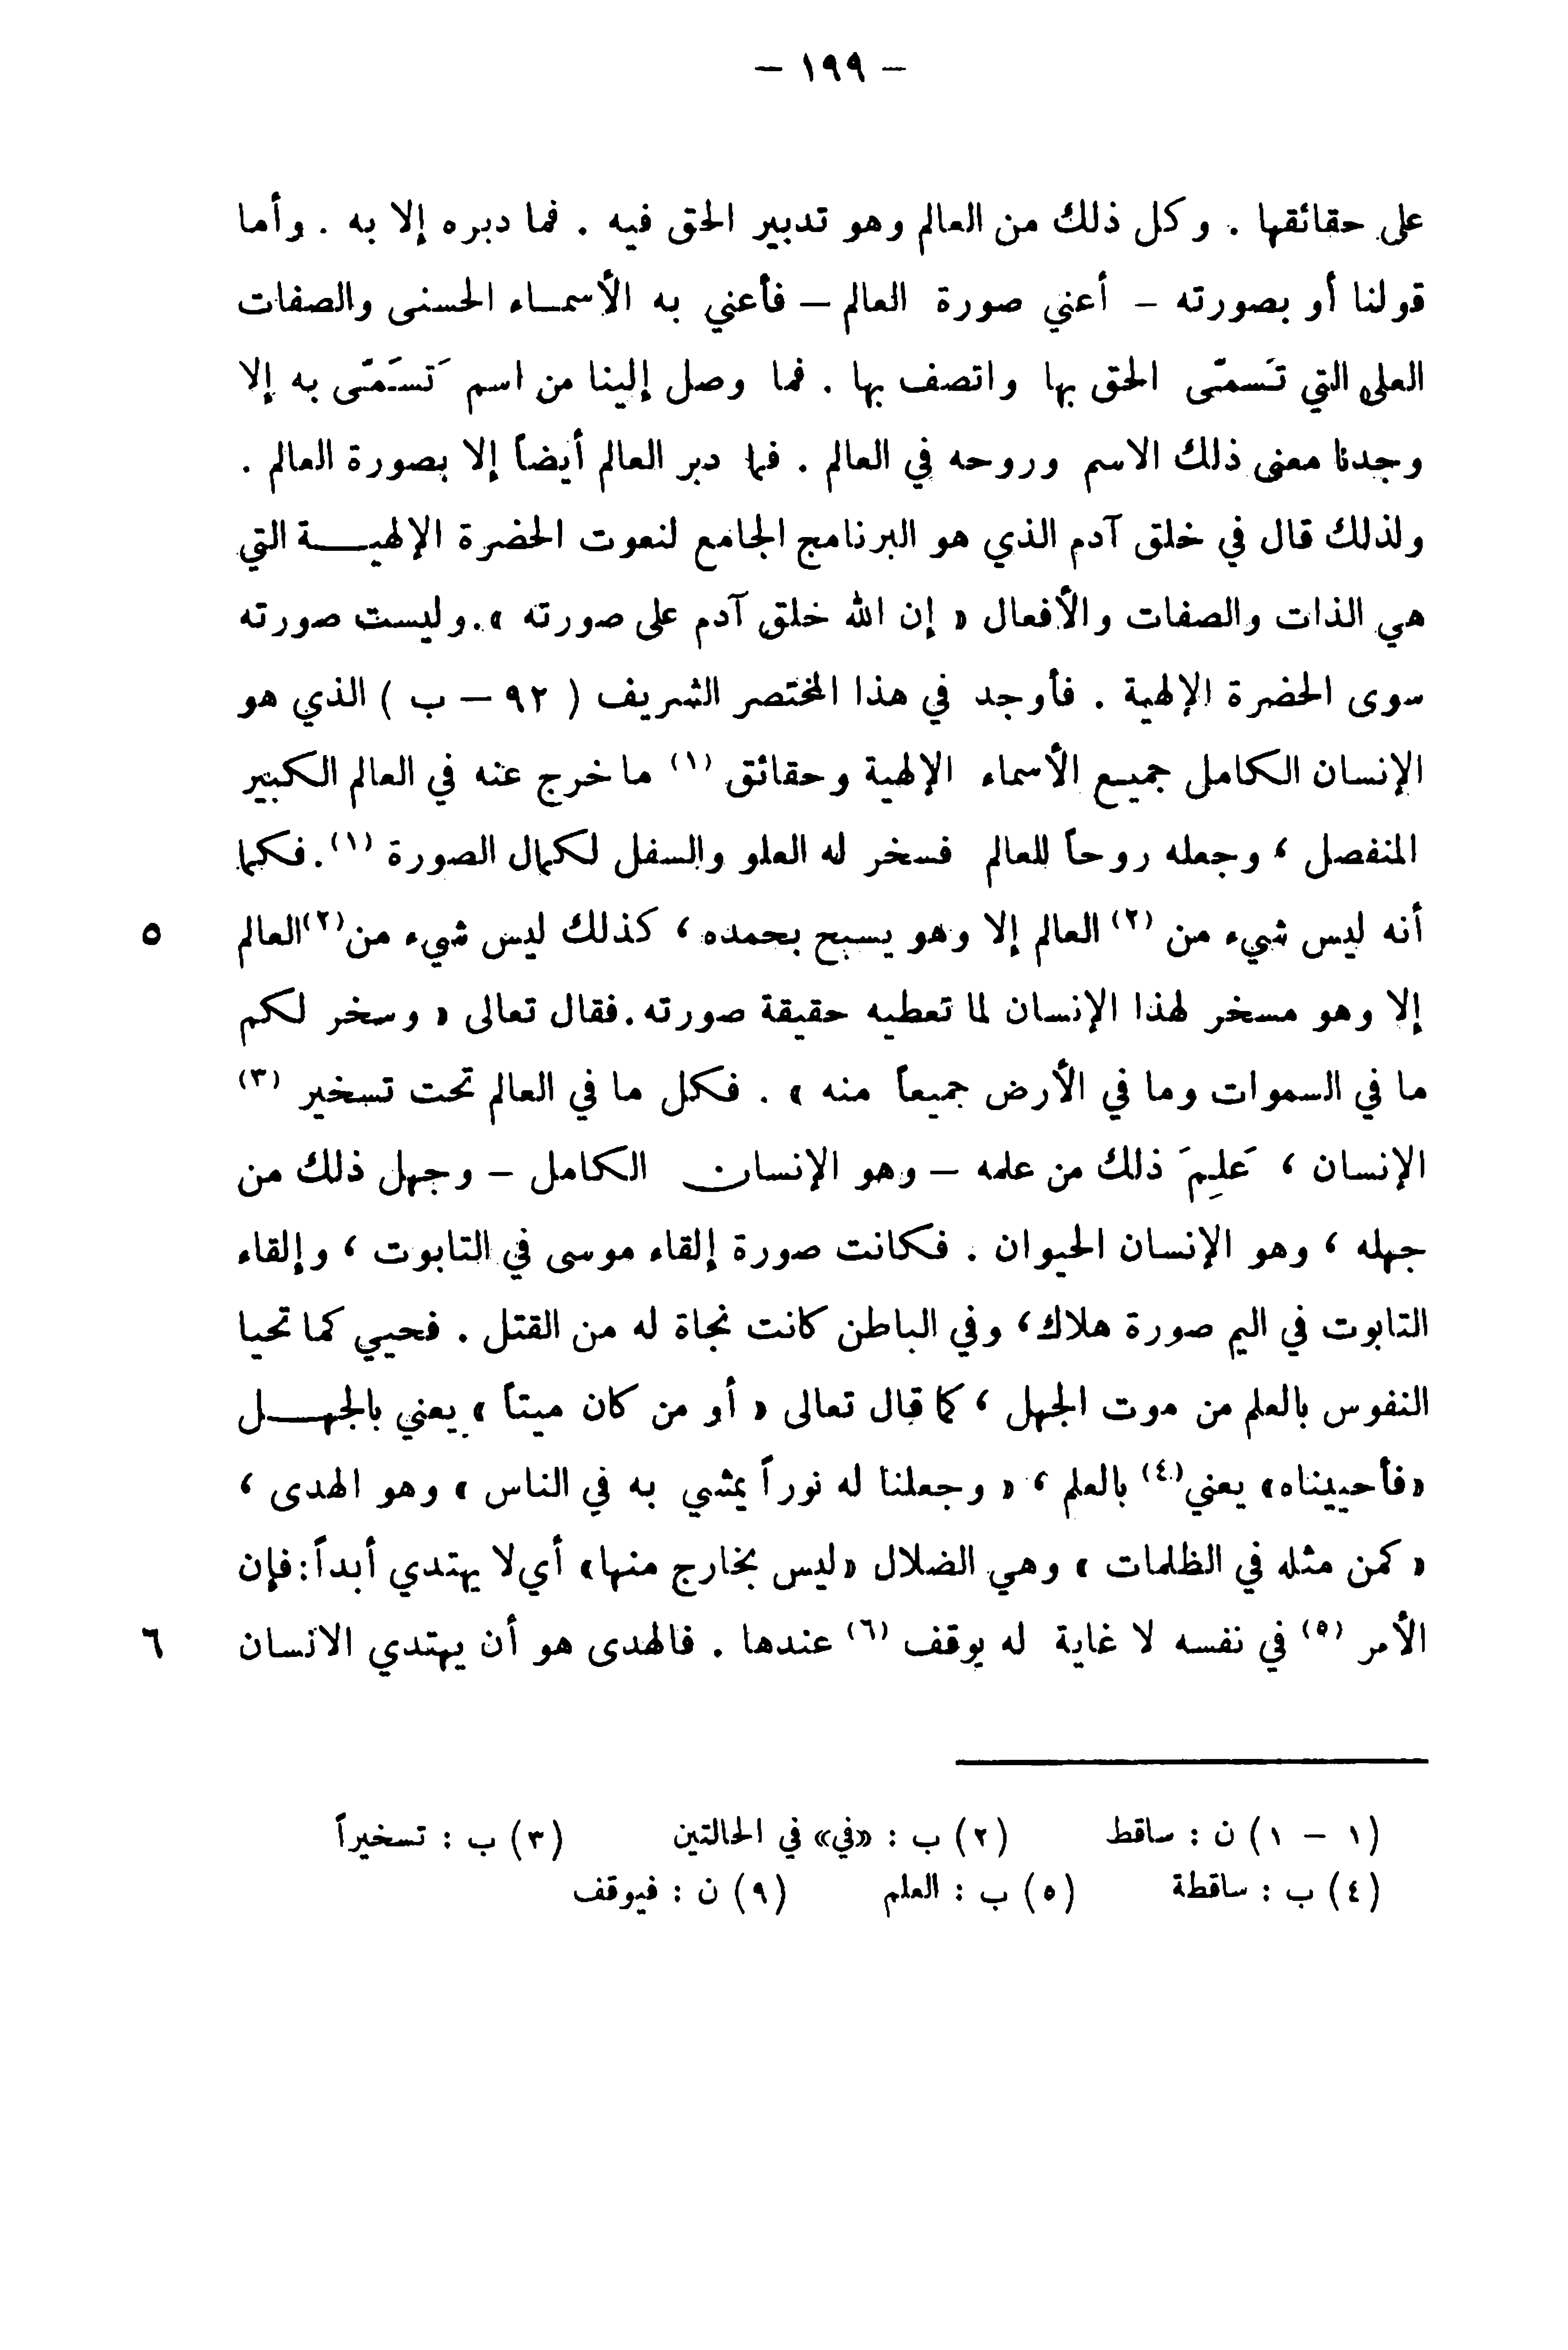 – ١٩٩ –
على حقائقها . وكل ذلك من العالم وهو تدبير الحق فيه . فما دبره إلا به . وأما
قولنا أو بصورته – أعني صورة العالم – فأعني به الأسماء الحسنى والصفات
العلى التي تَسمَّى الحق بها واتصف بها . فما وصل إلينا من اسم تَسَمَّى به إلا
وجدنا معنى ذلك الاسم وروحه في العالم . فما دبر العالم أيضاً إلا بصورة العالم .
ولذلك قال في خلق آدم الذي هو البرنامج الجامع لنعوت الحضرة الإلهيـــة التي
هي الذات والصفات والأفعال « إن الله خلق آدم على صورته ». وليست صورته
سوى الحضرة الإلهية . فأوجد في هذا المختصر الشريف ( ٩٢ – ب ) الذي هو
الإنسان الكامل جميع الأسماء الإلهية وحقائق (١) ما خرج عنه في العالم الكبير
المنفصل ، وجعله روحاً للعالم فسخر له العلو والسفل لكمال الصورة (١). فكما
أنه ليس شيء من (٢) العالم إلا وهو يسبح بحمده ، كذلك ليس شيء من(٢) العالم ٥
إلا وهو مسخر لهذا الإنسان لما تعطيه حقيقة صورته. فقال تعالى « وسخر لكم
ما في السموات وما في الأرض جميعاً منه » . فكل ما في العالم تحت تسخير (٣)
الإنسان ، عَلِمَ ذلك من علمه – وهو الإنسان الكامل – وجهل ذلك من
جهله ، وهو الإنسان الحيوان . فكانت صورة إلقاء موسى في التابوت ، وإلقاء
التابوت في اليم صورة هلاك ، وفي الباطن كانت نجاة له من القتل . فحيي كما تحيا
النفوس بالعلم من موت الجهل ، كما قال تعالى « أو من كان ميتاً » يعني بالجهـــل
«فأحييناه» يعني(٤) بالعلم ، « وجعلنا له نوراً يمشي به في الناس » وهو الهدى ،
« كمن مثله في الظلمات » وهي الضلال «ليس بخارج منها» أي لا يهتدي أبداً: فإن
الأمر (٥) في نفسه لا غاية له يوقف (٦) عندها . فالهدى هو أن يهتدي الانسان ٦
(١ – ١) ن : ساقط (٢) ب : «في» في الحالتين (٣) ب : تسخيراً
(٤) ب : ساقطة (٥) ب : العلم (٩) ن : فيوقف